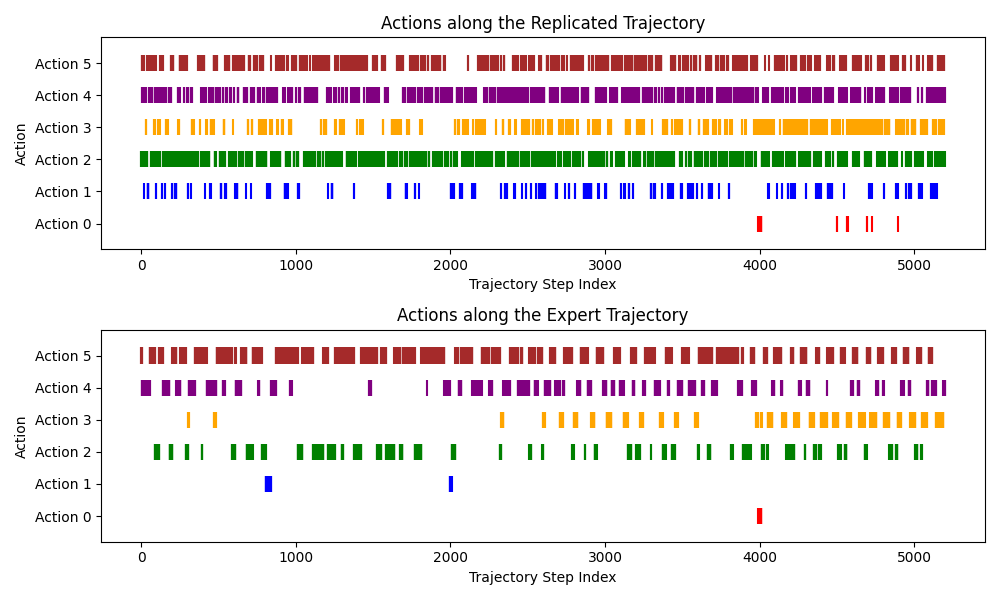 Actions along the Replicated Trajectory
Action
Action 5
Action 4
Action 3
Action 2
Action 1
Action 0
0 1000 2000 3000 4000 5000
Trajectory Step Index
Actions along the Expert Trajectory
Action
Action 5
Action 4
Action 3
Action 2
Action 1
Action 0
0 1000 2000 3000 4000 5000
Trajectory Step Index